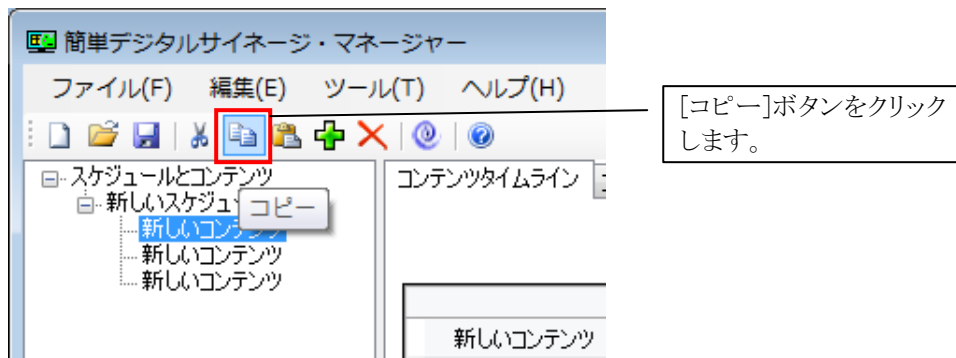 簡単デジタルサイネージ・マネージャー
ファイル(F) 編集(E) ツール(T) ヘルプ(H)
[コピー]ボタンをクリック
します。
スケジュールとコンテンツ
コンテンツタイムライン
新しいスケジュ
コピー
新しいコンテンツ
新しいコンテンツ
新しいコンテンツ
新しいコンテンツ